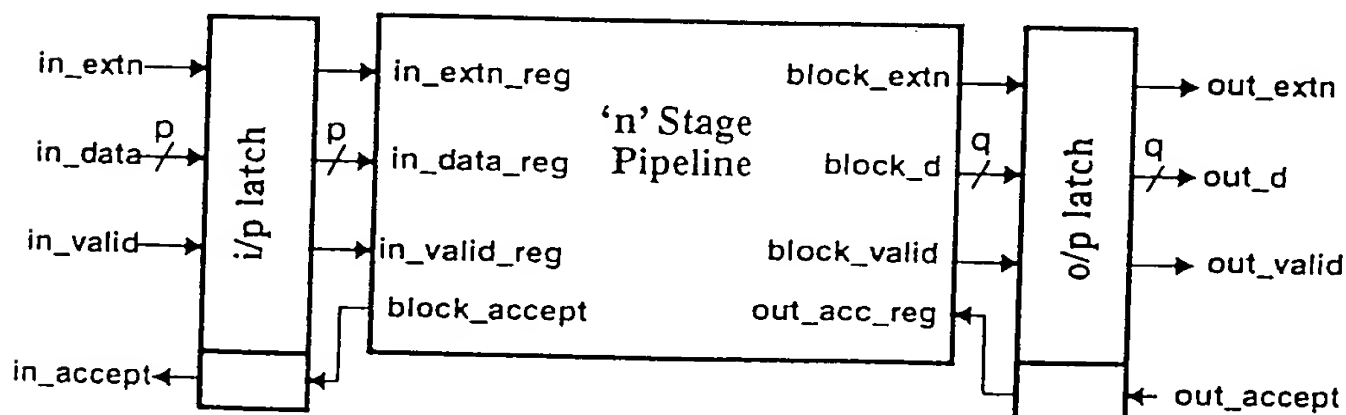 in_extn
in_data
p
in_valid
in_accept
i/p latch
p
in_extn_reg
in_data_reg
in_valid_reg
block_accept
'n' Stage
Pipeline
block_extn
block_d
block_valid
out_acc_reg
q
o/p latch
q
out_extn
out_d
out_valid
out_accept